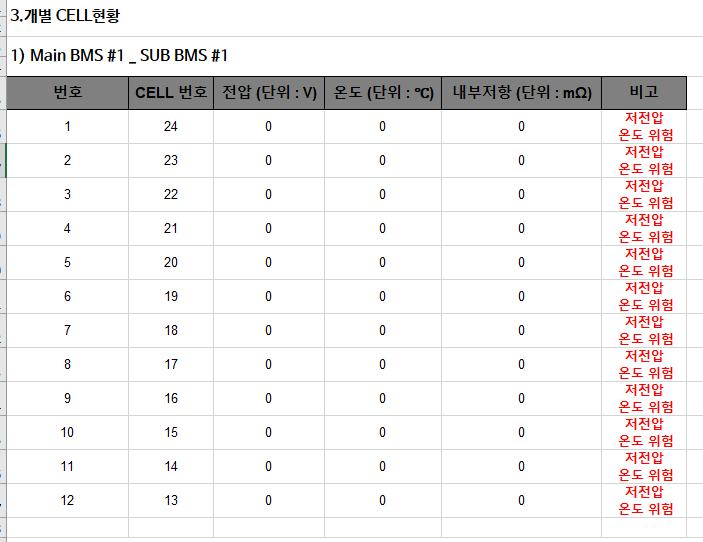 3.개별 CELL현황
1) Main BMS #1 _ SUB BMS #1
번호 CELL 번호 전압 (단위 : V) 온도 (단위 : ℃) 내부저항 (단위 : mΩ) 비고
1 24 0 0 0 저전압
온도 위험
2 23 0 0 0 저전압
온도 위험
3 22 0 0 0 저전압
온도 위험
4 21 0 0 0 저전압
온도 위험
5 20 0 0 0 저전압
온도 위험
6 19 0 0 0 저전압
온도 위험
7 18 0 0 0 저전압
온도 위험
8 17 0 0 0 저전압
온도 위험
9 16 0 0 0 저전압
온도 위험
10 15 0 0 0 저전압
온도 위험
11 14 0 0 0 저전압
온도 위험
12 13 0 0 0 저전압
온도 위험